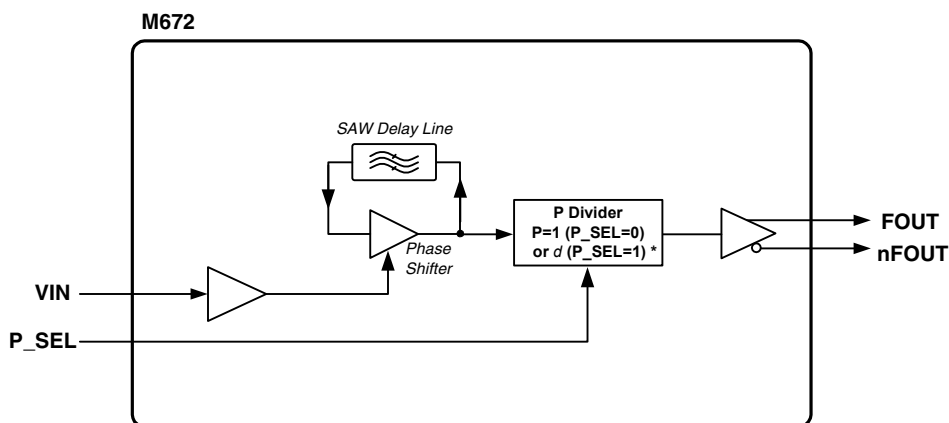 M672
SAW Delay Line
P Divider
P=1 (P_SEL=0)
or d (P_SEL=1) *
Phase
Shifter
FOUT
nFOUT
VIN
P_SEL